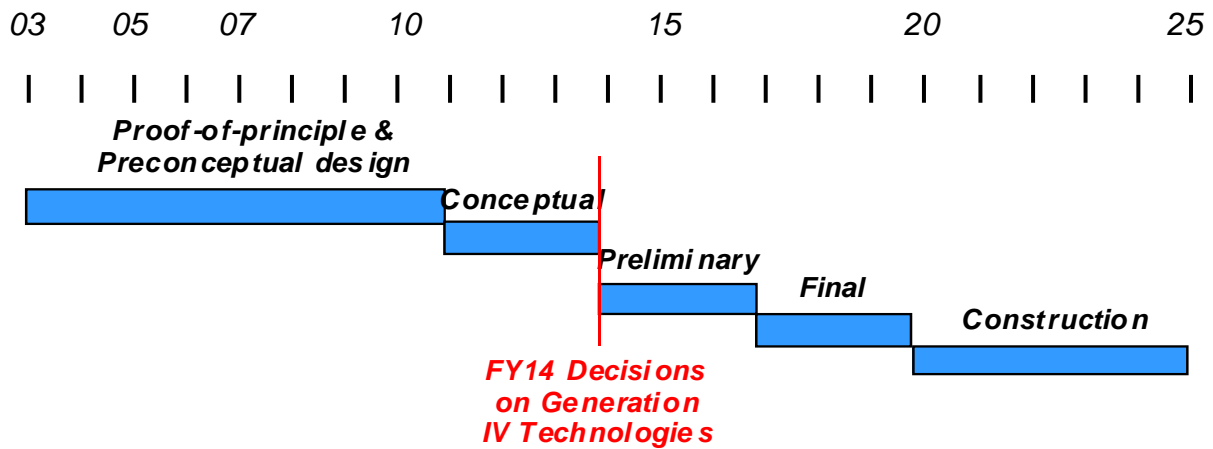 03 05 07 10 15 20 25
Proof-of-principle &
Preconceptual design
Conceptual
Preliminary
Final
Construction
FY14 Decisions
on Generation
IV Technologies